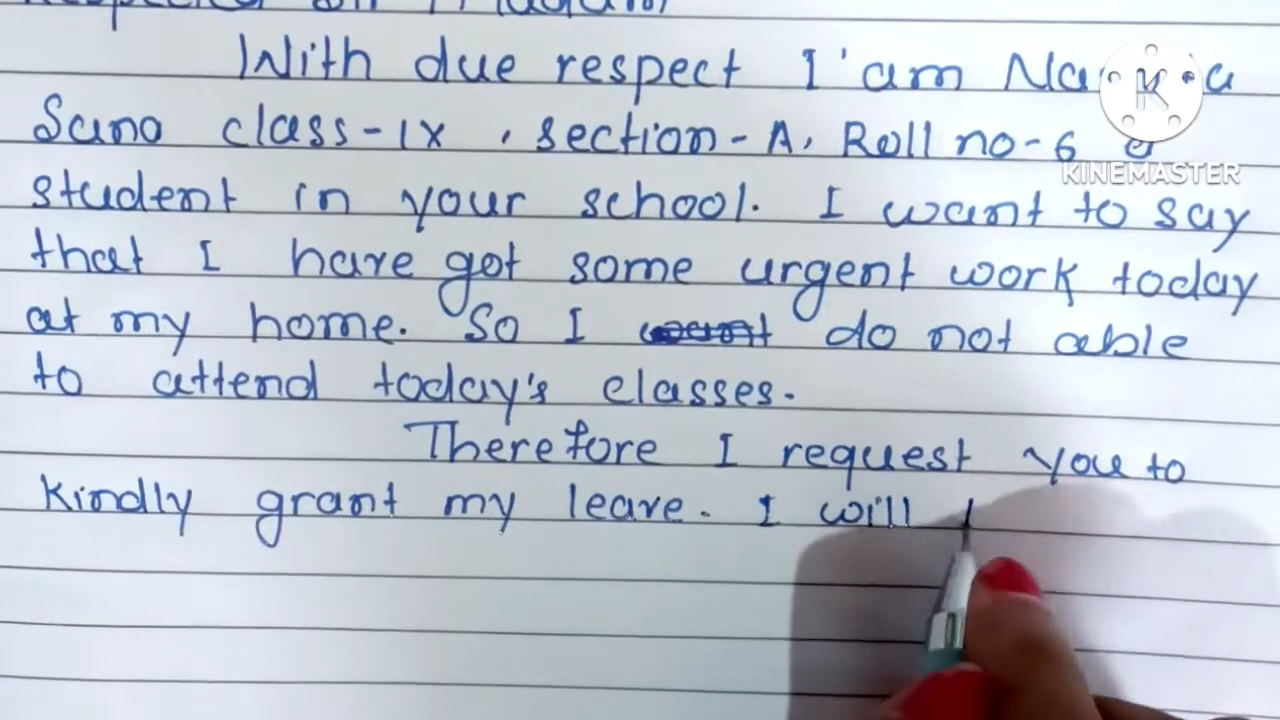 With due respect I'am
Sana class-IX, section-A, Roll no-6 a
student in your school. I want to say
that I have got some urgent work today
at my home. So I do not able
to attend today's classes.
Therefore I request you to
kindly grant my leave. I will
K
KINEMASTER